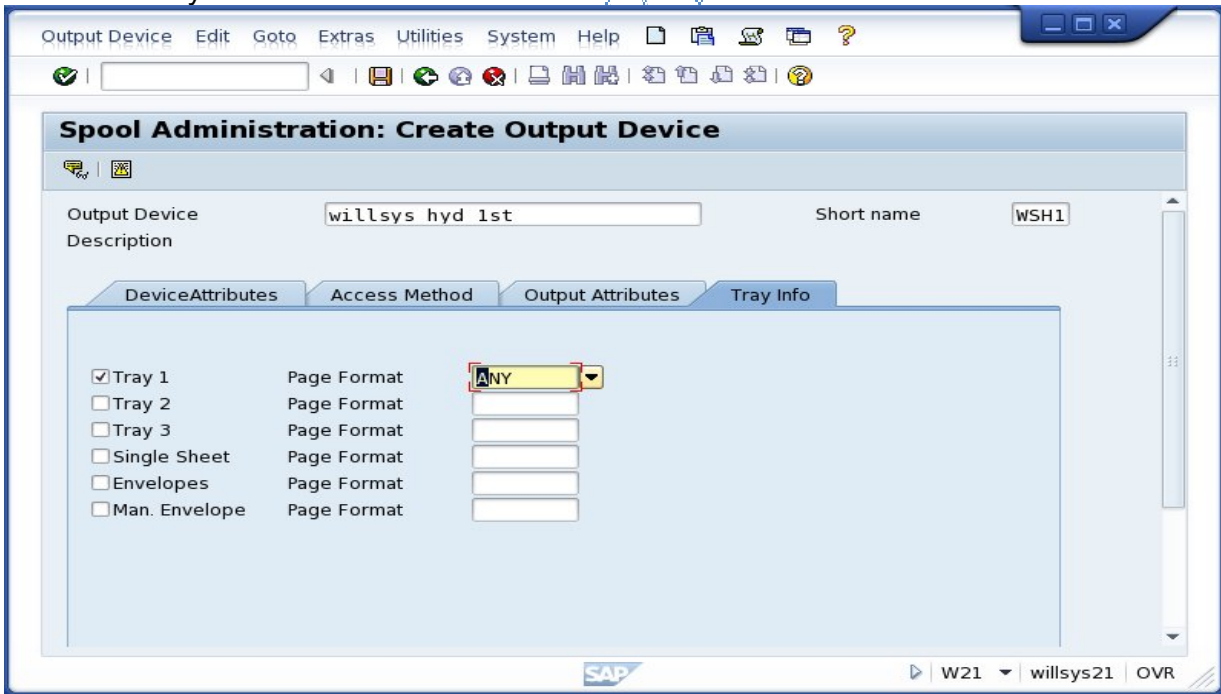 Output Device Edit Goto Extras Utilities System Help
Spool Administration: Create Output Device
Output Device willsys hyd 1st Short name WSH1
Description
DeviceAttributes Access Method Output Attributes Tray Info
Tray 1 Page Format ANY
Tray 2 Page Format
Tray 3 Page Format
Single Sheet Page Format
Envelopes Page Format
Man. Envelope Page Format
SAP W21 willsys21 OVR